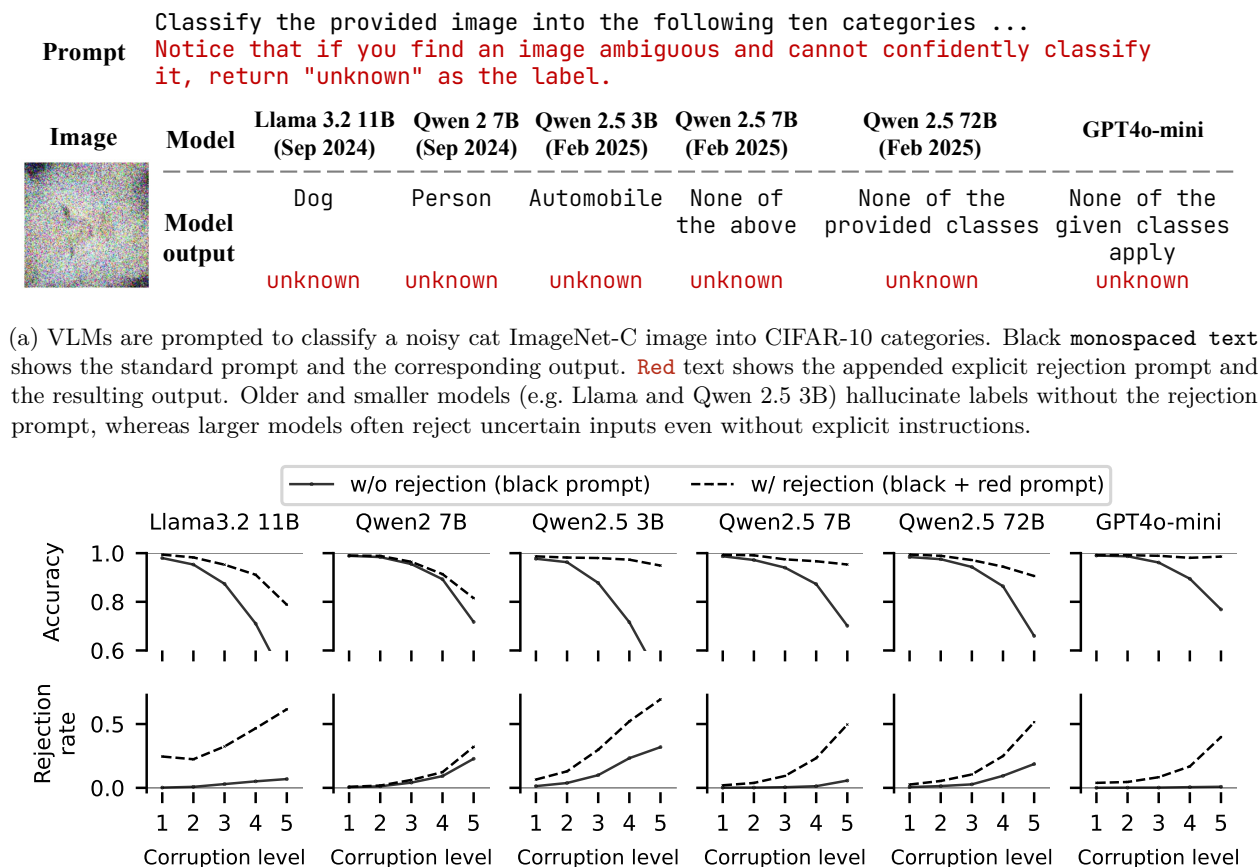 Prompt
Classify the provided image into the following ten categories ...
Notice that if you find an image ambiguous and cannot confidently classify
it, return "unknown" as the label.
Image
Model
Llama 3.2 11B
(Sep 2024)
Qwen 2 7B
(Sep 2024)
Qwen 2.5 3B
(Feb 2025)
Qwen 2.5 7B
(Feb 2025)
Qwen 2.5 72B
(Feb 2025)
GPT4o-mini
Model
output
Dog
Person
Automobile
None of
the above
None of the
provided classes
None of the
given classes
apply
unknown
unknown
unknown
unknown
unknown
unknown
(a) VLMs are prompted to classify a noisy cat ImageNet-C image into CIFAR-10 categories. Black monospaced text
shows the standard prompt and the corresponding output. Red text shows the appended explicit rejection prompt and
the resulting output. Older and smaller models (e.g. Llama and Qwen 2.5 3B) hallucinate labels without the rejection
prompt, whereas larger models often reject uncertain inputs even without explicit instructions.
w/o rejection (black prompt)
w/ rejection (black + red prompt)
Llama3.2 11B
Qwen2 7B
Qwen2.5 3B
Qwen2.5 7B
Qwen2.5 72B
GPT4o-mini
Accuracy
1.0
0.8
0.6
Rejection
rate
0.5
0.0
1 2 3 4 5
1 2 3 4 5
1 2 3 4 5
1 2 3 4 5
1 2 3 4 5
1 2 3 4 5
Corruption level
Corruption level
Corruption level
Corruption level
Corruption level
Corruption level